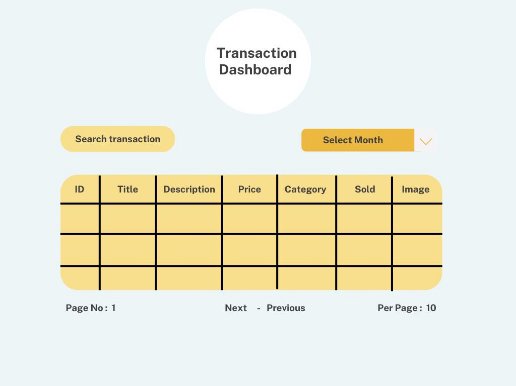 Transaction
Dashboard
Search transaction
Select Month
ID Title Description Price Category Sold Image
Page No : 1 Next - Previous Per Page : 10